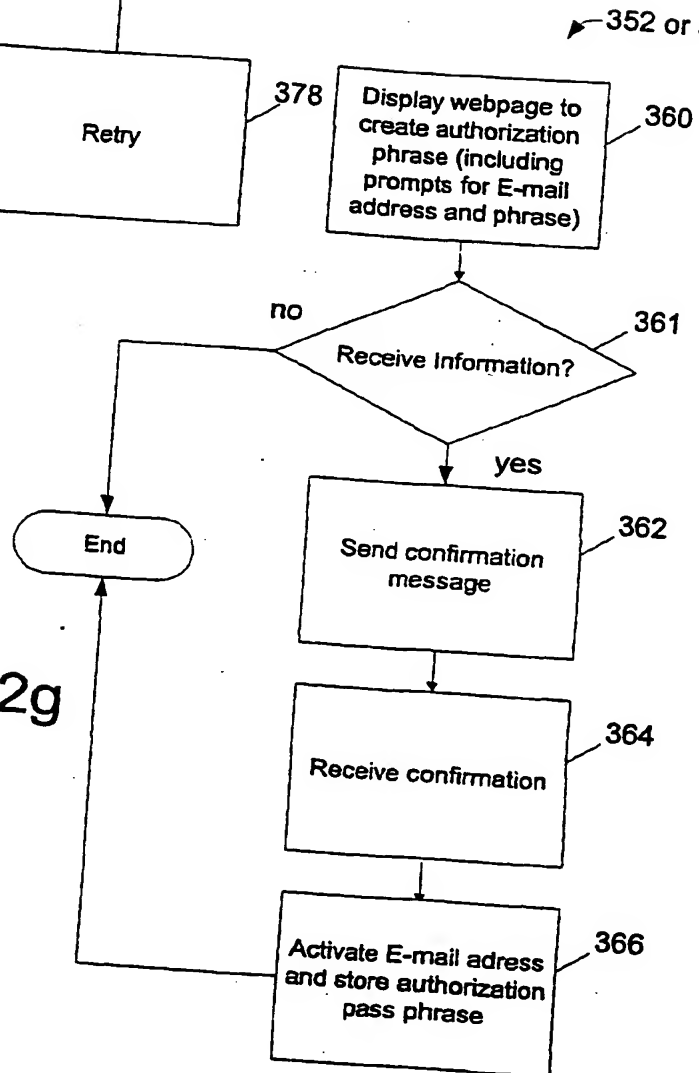 352 or
Retry
378
Display webpage to
create authorization
phrase (including
prompts for E-mail
address and phrase)
360
no
Receive Information?
361
yes
End
Send confirmation
message
362
2g
Receive confirmation
364
Activate E-mail adress
and store authorization
pass phrase
366